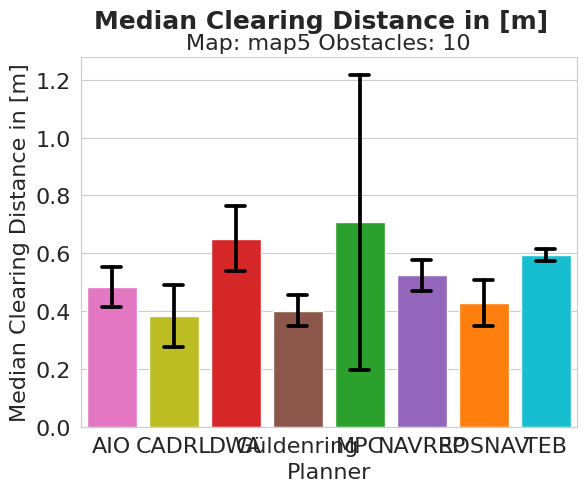 Median Clearing Distance in [m]
Map: map5 Obstacles: 10
Median Clearing Distance in [m]
1.2
1.0
0.8
0.6
0.4
0.2
0.0
AIO CADRL DWA Güldenring MPC NAVREP ROSNAV TEB
Planner